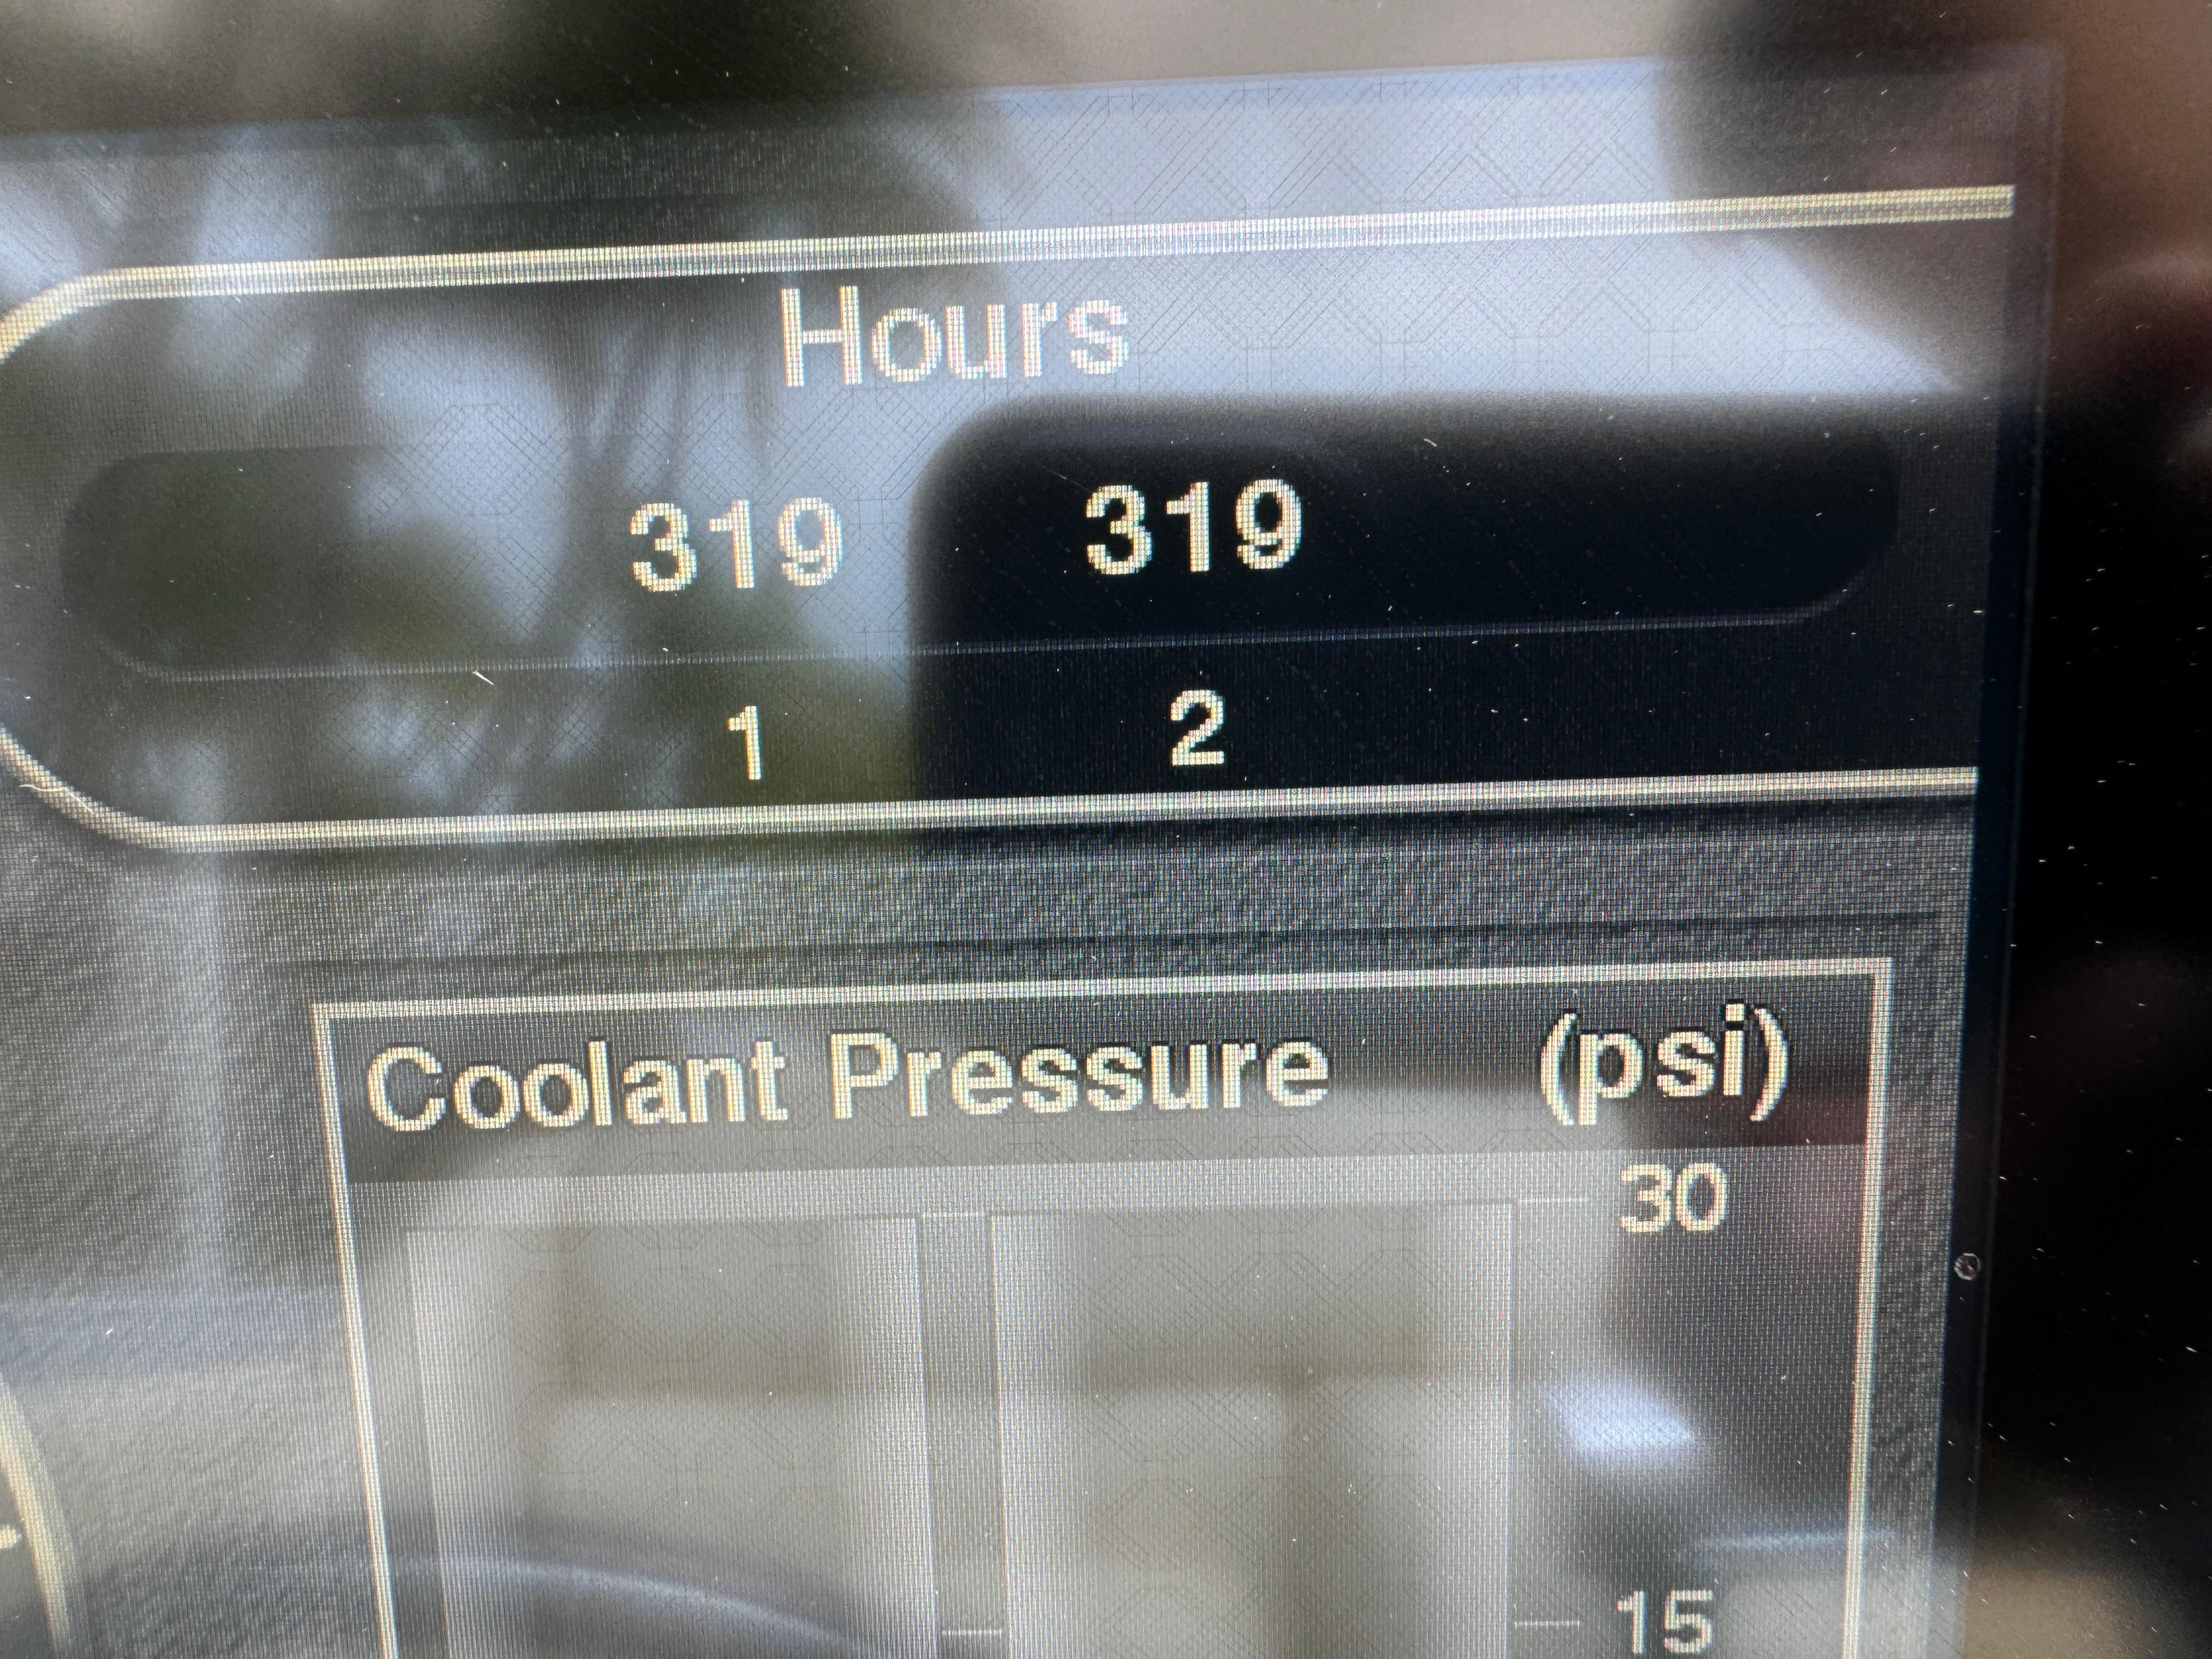 Hours
319 319
1 2
Coolant Pressure (psi)
30
15